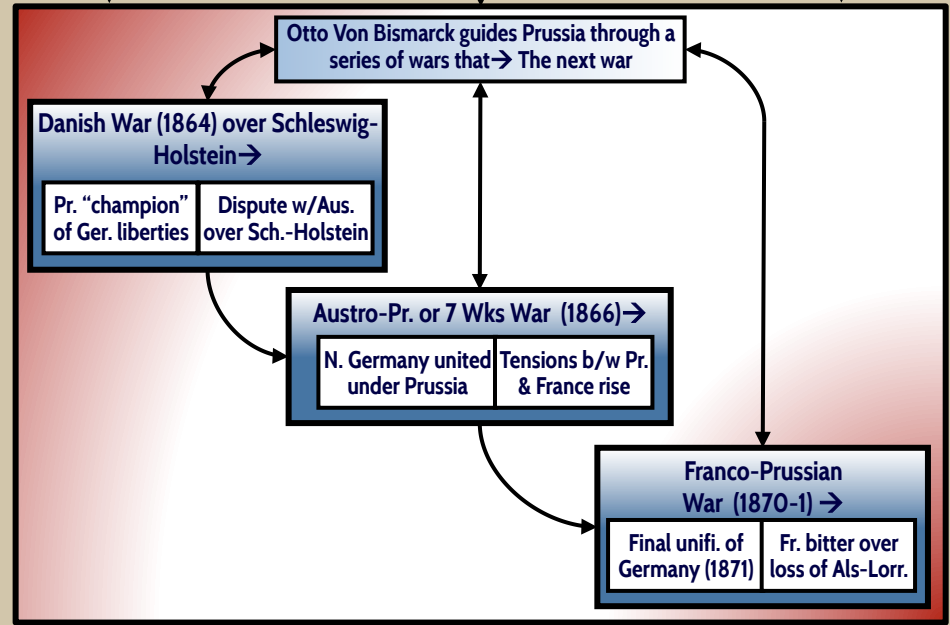 Otto Von Bismarck guides Prussia through a
series of wars that→ The next war
Danish War (1864) over Schleswig-
Holstein→
Pr. “champion”
of Ger. liberties
Dispute w/Aus.
over Sch.-Holstein
Austro-Pr. or 7 Wks War (1866)→
N. Germany united
under Prussia
Tensions b/w Pr.
& France rise
Franco-Prussian
War (1870-1) →
Final unifi. of
Germany (1871)
Fr. bitter over
loss of Als-Lorr.